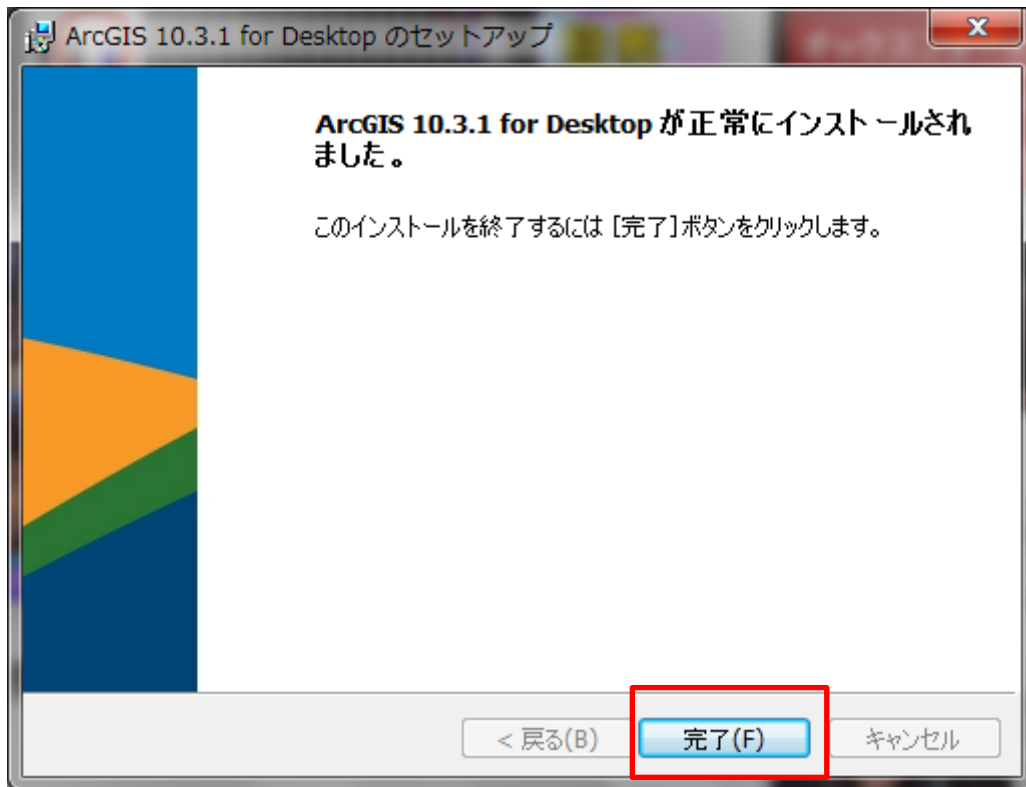 ArcGIS 10.3.1 for Desktop のセットアップ
ArcGIS 10.3.1 for Desktop が正常にインストールされ
ました。
このインストールを終了するには [完了]ボタンをクリックします。
< 戻る(B)
完了(F)
キャンセル